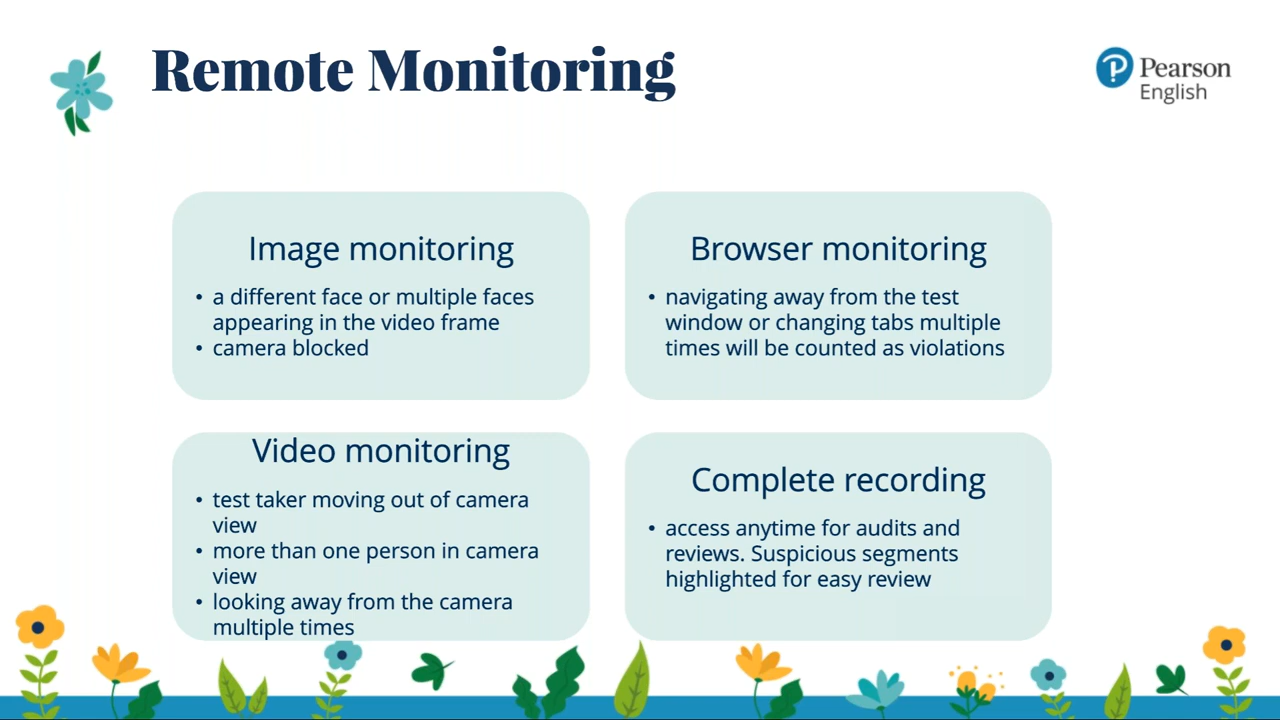 Remote Monitoring
Pearson
English
Image monitoring
• a different face or multiple faces
appearing in the video frame
• camera blocked
Browser monitoring
• navigating away from the test
window or changing tabs multiple
times will be counted as violations
Video monitoring
• test taker moving out of camera
view
• more than one person in camera
view
• looking away from the camera
multiple times
Complete recording
• access anytime for audits and
reviews. Suspicious segments
highlighted for easy review